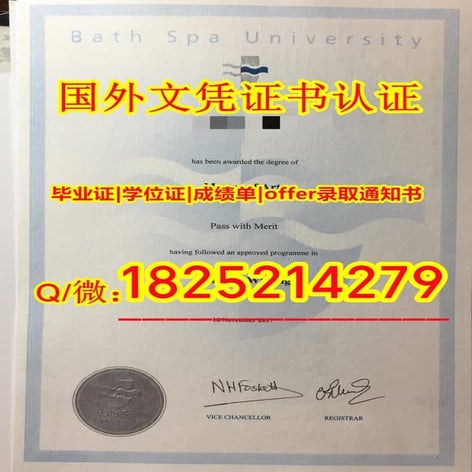 Bath Spa University
国外文凭证书认证
has been awarded the degree of
毕业证|学位证|成绩单|offer录取通知书
Pass with Merit
having followed an approved programme in
Q/微：1825214279
VICE CHANCELLOR
REGISTRAR